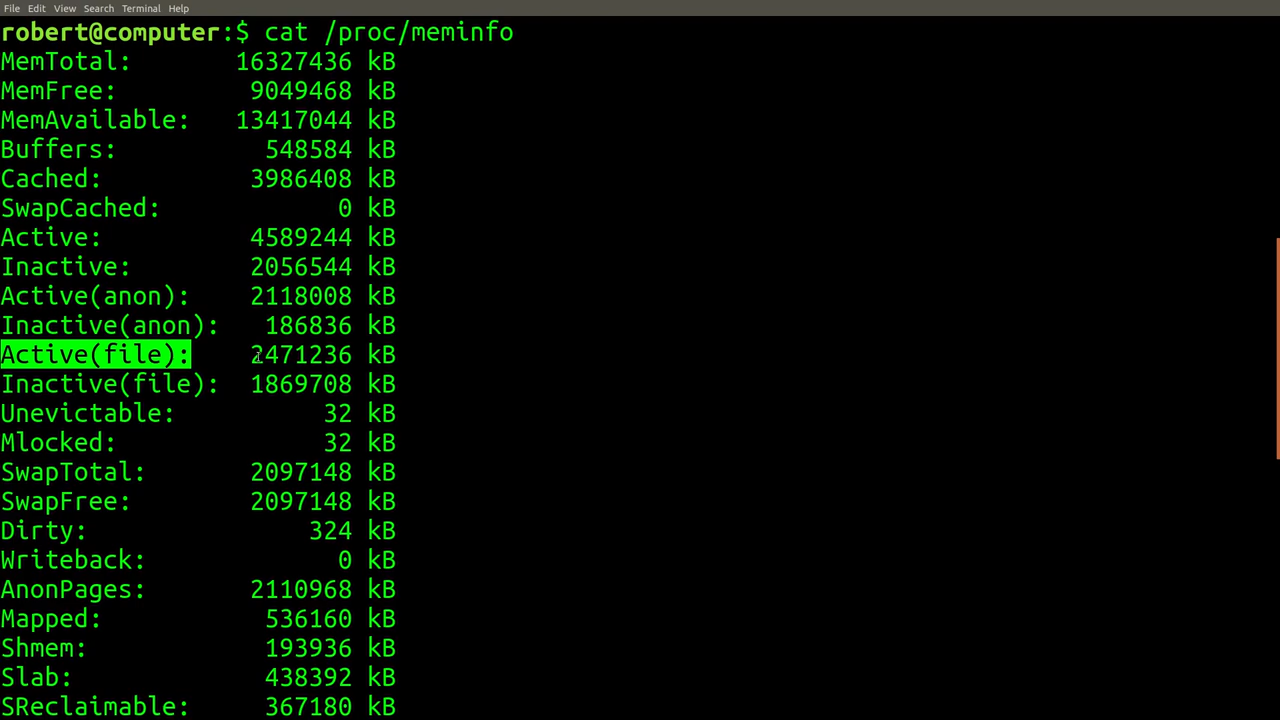 File Edit View Search Terminal Help
robert@computer:$ cat /proc/meminfo
MemTotal: 16327436 kB
MemFree: 9049468 kB
MemAvailable: 13417044 kB
Buffers: 548584 kB
Cached: 3986408 kB
SwapCached: 0 kB
Active: 4589244 kB
Inactive: 2056544 kB
Active(anon): 2118008 kB
Inactive(anon): 186836 kB
Active(file): 2471236 kB
Inactive(file): 1869708 kB
Unevictable: 32 kB
Mlocked: 32 kB
SwapTotal: 2097148 kB
SwapFree: 2097148 kB
Dirty: 324 kB
Writeback: 0 kB
AnonPages: 2110968 kB
Mapped: 536160 kB
Shmem: 193936 kB
Slab: 438392 kB
SReclaimable: 367180 kB